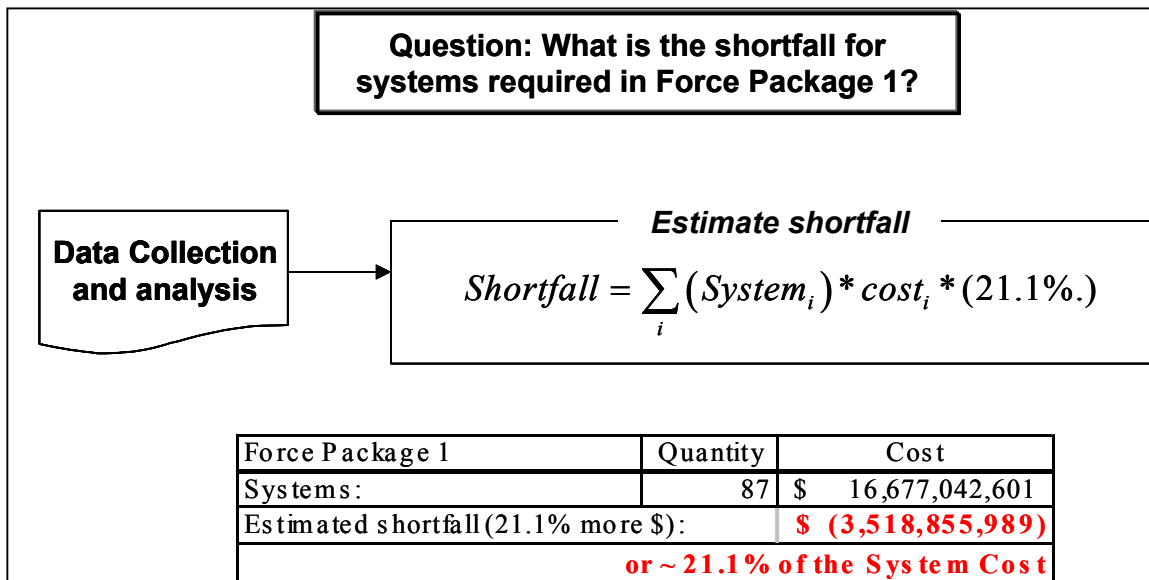 Question: What is the shortfall for
systems required in Force Package 1?
Data Collection
and analysis
Estimate shortfall
Shortfall = ∑ᵢ (Systemᵢ) * costᵢ * (21.1%.)
Force Package 1 Quantity Cost
Systems: 87 $ 16,677,042,601
Estimated shortfall (21.1% more $): $ (3,518,855,989)
or ~ 21.1% of the System Cost